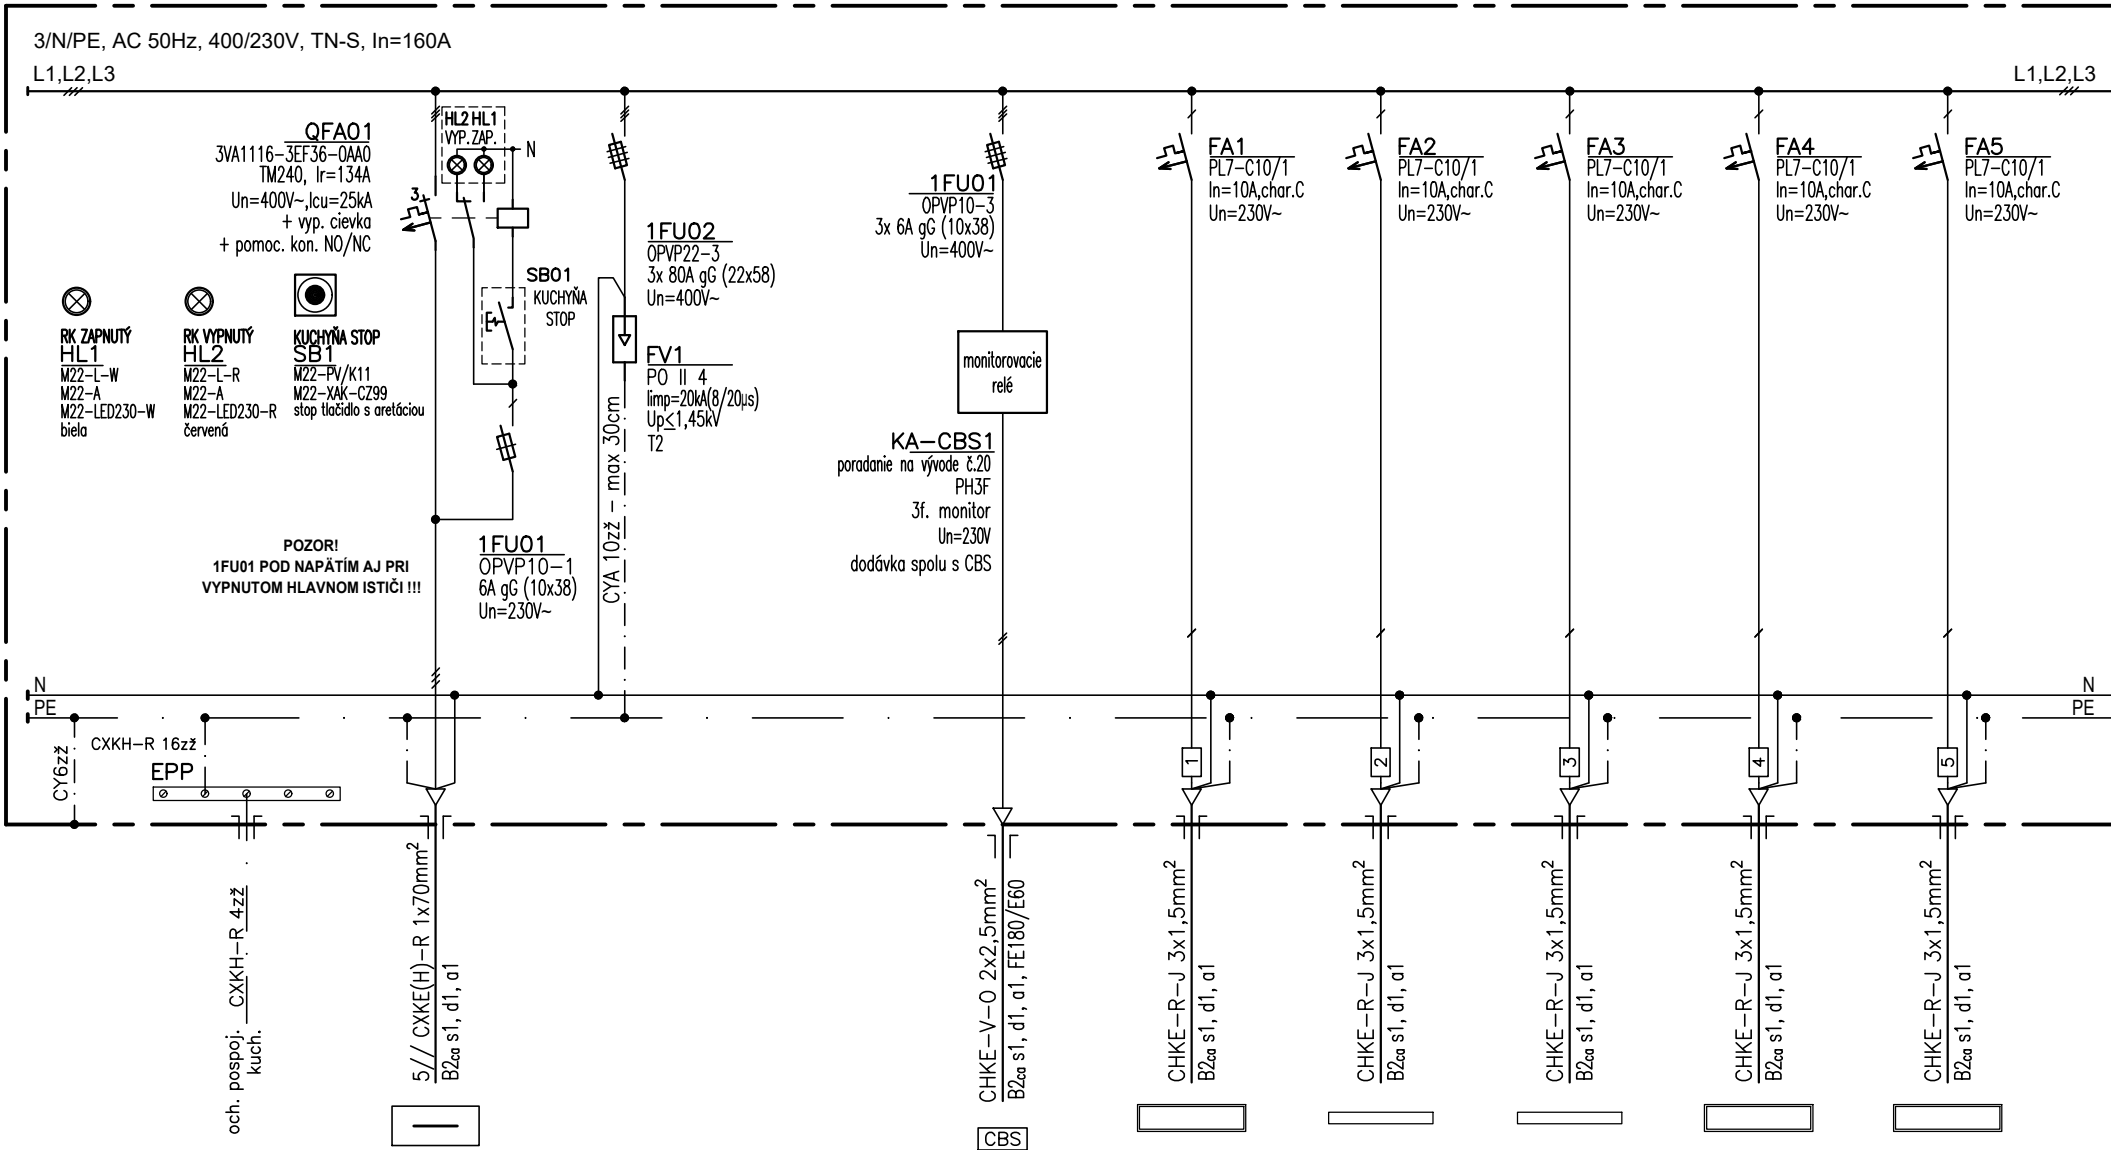 3/N/PE, AC 50Hz, 400/230V, TN-S, In=160A
L1,L2,L3
L1,L2,L3
QFA01
3VA1116-3EF36-0AA0
TM240, Ir=134A
Un=400V~,Icu=25kA
+ vyp. cievka
+ pomoc. kon. NO/NC
3
HL2 HL1
VYP. ZAP.
N
SB01
KUCHYŇA
STOP
RK ZAPNUTÝ
HL1
M22-L-W
M22-A
M22-LED230-W
biela
RK VYPNUTÝ
HL2
M22-L-R
M22-A
M22-LED230-R
červená
KUCHYŇA STOP
SB1
M22-PV/K11
M22-XAK-CZ99
stop tlačidlo s aretáciou
POZOR!
1FU01 POD NAPÄTÍM AJ PRI
VYPNUTOM HLAVNOM ISTIČI !!!
1FU01
OPVP10-1
6A gG (10x38)
Un=230V~
1FU02
OPVP22-3
3x 80A gG (22x58)
Un=400V~
FV1
PO II 4
Iimp=20kA(8/20µs)
Up≤1,45kV
T2
CYA 10zž - max 30cm
1FU01
OPVP10-3
3x 6A gG (10x38)
Un=400V~
monitorovacie
relé
KA-CBS1
poradanie na vývode č.20
PH3F
3f. monitor
Un=230V
dodávka spolu s CBS
FA1
PL7-C10/1
In=10A,char.C
Un=230V~
FA2
PL7-C10/1
In=10A,char.C
Un=230V~
FA3
PL7-C10/1
In=10A,char.C
Un=230V~
FA4
PL7-C10/1
In=10A,char.C
Un=230V~
FA5
PL7-C10/1
In=10A,char.C
Un=230V~
N
PE
N
PE
CY6zž
CXKH-R 16zž
EPP
1
2
3
4
5
och. pospoj. CXKH-R 4zž
kuch.
5// CXKE(H)-R 1x70mm²
B2ca s1, d1, a1
CHKE-V-O 2x2,5mm²
B2ca s1, d1, a1, FE180/E60
CBS
CHKE-R-J 3x1,5mm²
B2ca s1, d1, a1
CHKE-R-J 3x1,5mm²
B2ca s1, d1, a1
CHKE-R-J 3x1,5mm²
B2ca s1, d1, a1
CHKE-R-J 3x1,5mm²
B2ca s1, d1, a1
CHKE-R-J 3x1,5mm²
B2ca s1, d1, a1